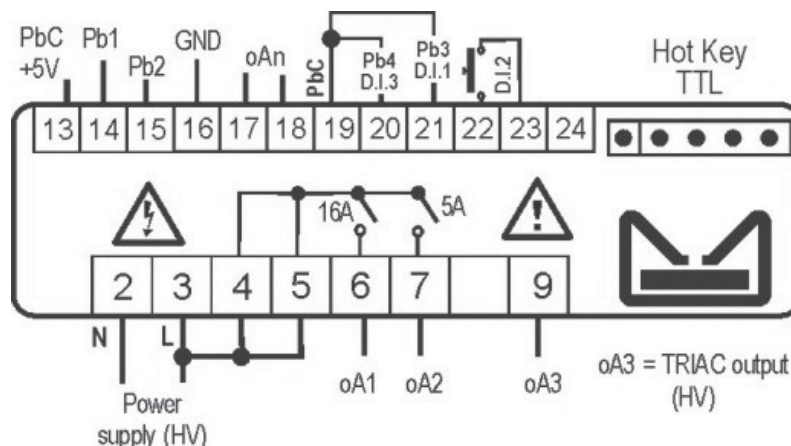 PbC
+5V
Pb1
Pb2
GND
oAn
PbC
Pb4
D.I.3
Pb3
D.I.1
D.I.2
Hot Key
TTL
13 14 15 16 17 18 19 20 21 22 23 24
16A
5A
2 3 4 5 6 7 9
N
L
Power
supply (HV)
oA1
oA2
oA3
oA3 = TRIAC output
(HV)